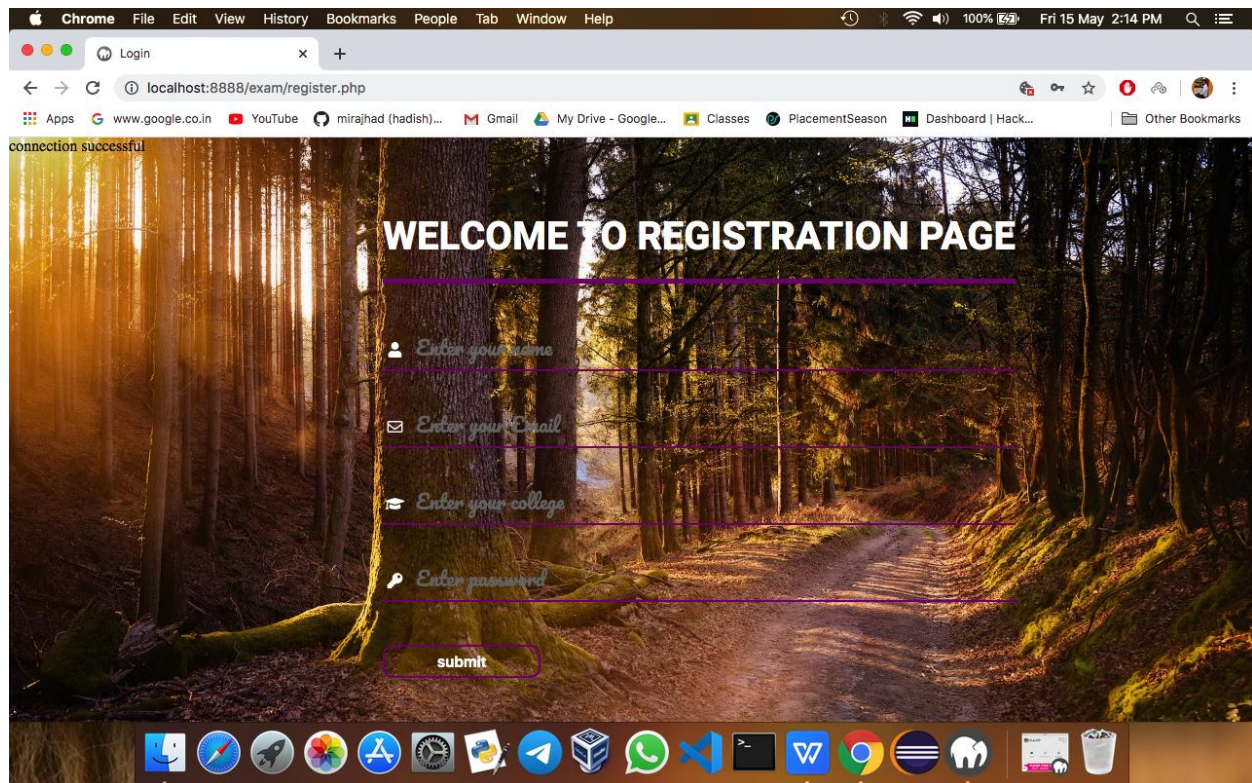 Chrome File Edit View History Bookmarks People Tab Window Help 100% Fri 15 May 2:14 PM
Login
localhost:8888/exam/register.php
Apps www.google.co.in YouTube mirajhad (hadish)... Gmail My Drive - Google... Classes PlacementSeason Dashboard | Hack... Other Bookmarks
connection successful
WELCOME TO REGISTRATION PAGE
Enter your name
Enter your Email
Enter your college
Enter password
submit